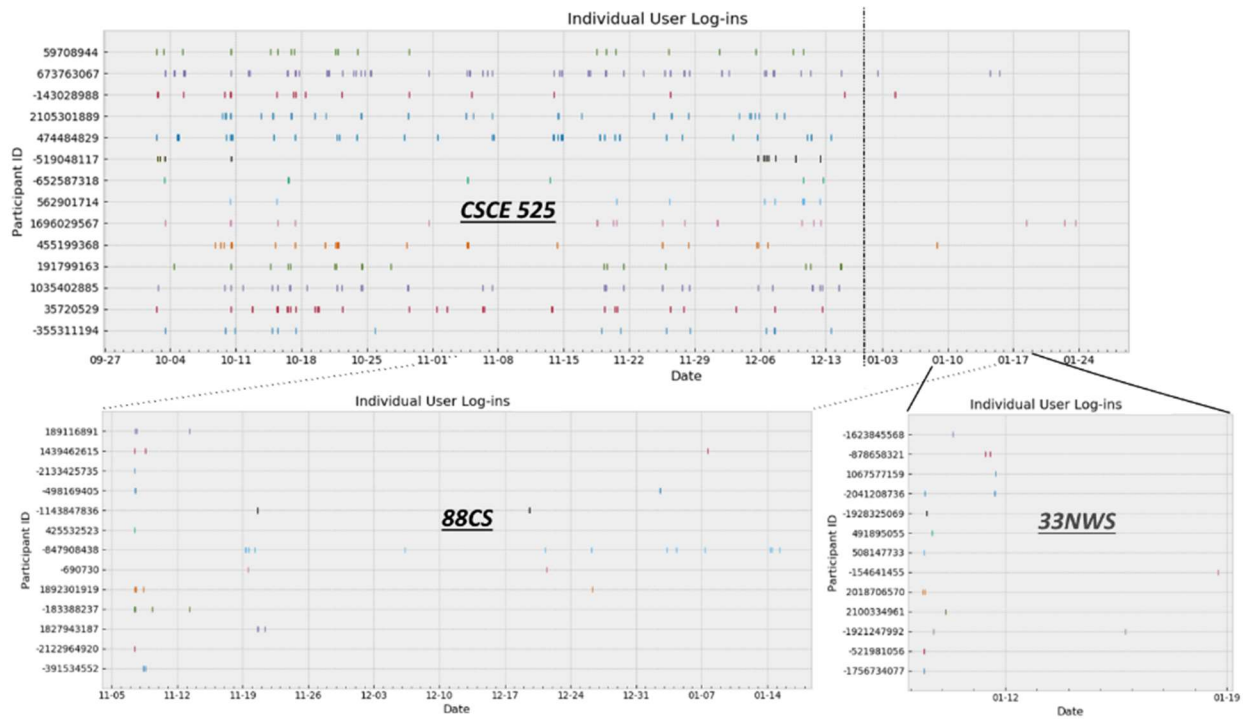 Individual User Log-ins
Participant ID
59708944
673763067
-143028988
2105301889
474484829
-519048117
-652587318
562901714
1696029567
455199368
191799163
1035402885
35720529
-355311194
CSCE 525
09-27 10-04 10-11 10-18 10-25 11-01 11-08 11-15 11-22 11-29 12-06 12-13 01-03 01-10 01-17 01-24
Date
Individual User Log-ins
Participant ID
189116891
1439462615
-2133425735
-498169405
-1143847836
425532523
-847908438
-690730
1892301919
-183388237
1827943187
-2122964920
-391534552
88CS
11-05 11-12 11-19 11-26 12-03 12-10 12-17 12-24 12-31 01-07 01-14
Date
Individual User Log-ins
Participant ID
-1623845568
-878658321
1067577159
-2041208736
-1928325069
491895055
508147733
-154641455
2018706570
2100334961
-1921247992
-521981056
-1756734077
33NWS
01-12 01-19
Date